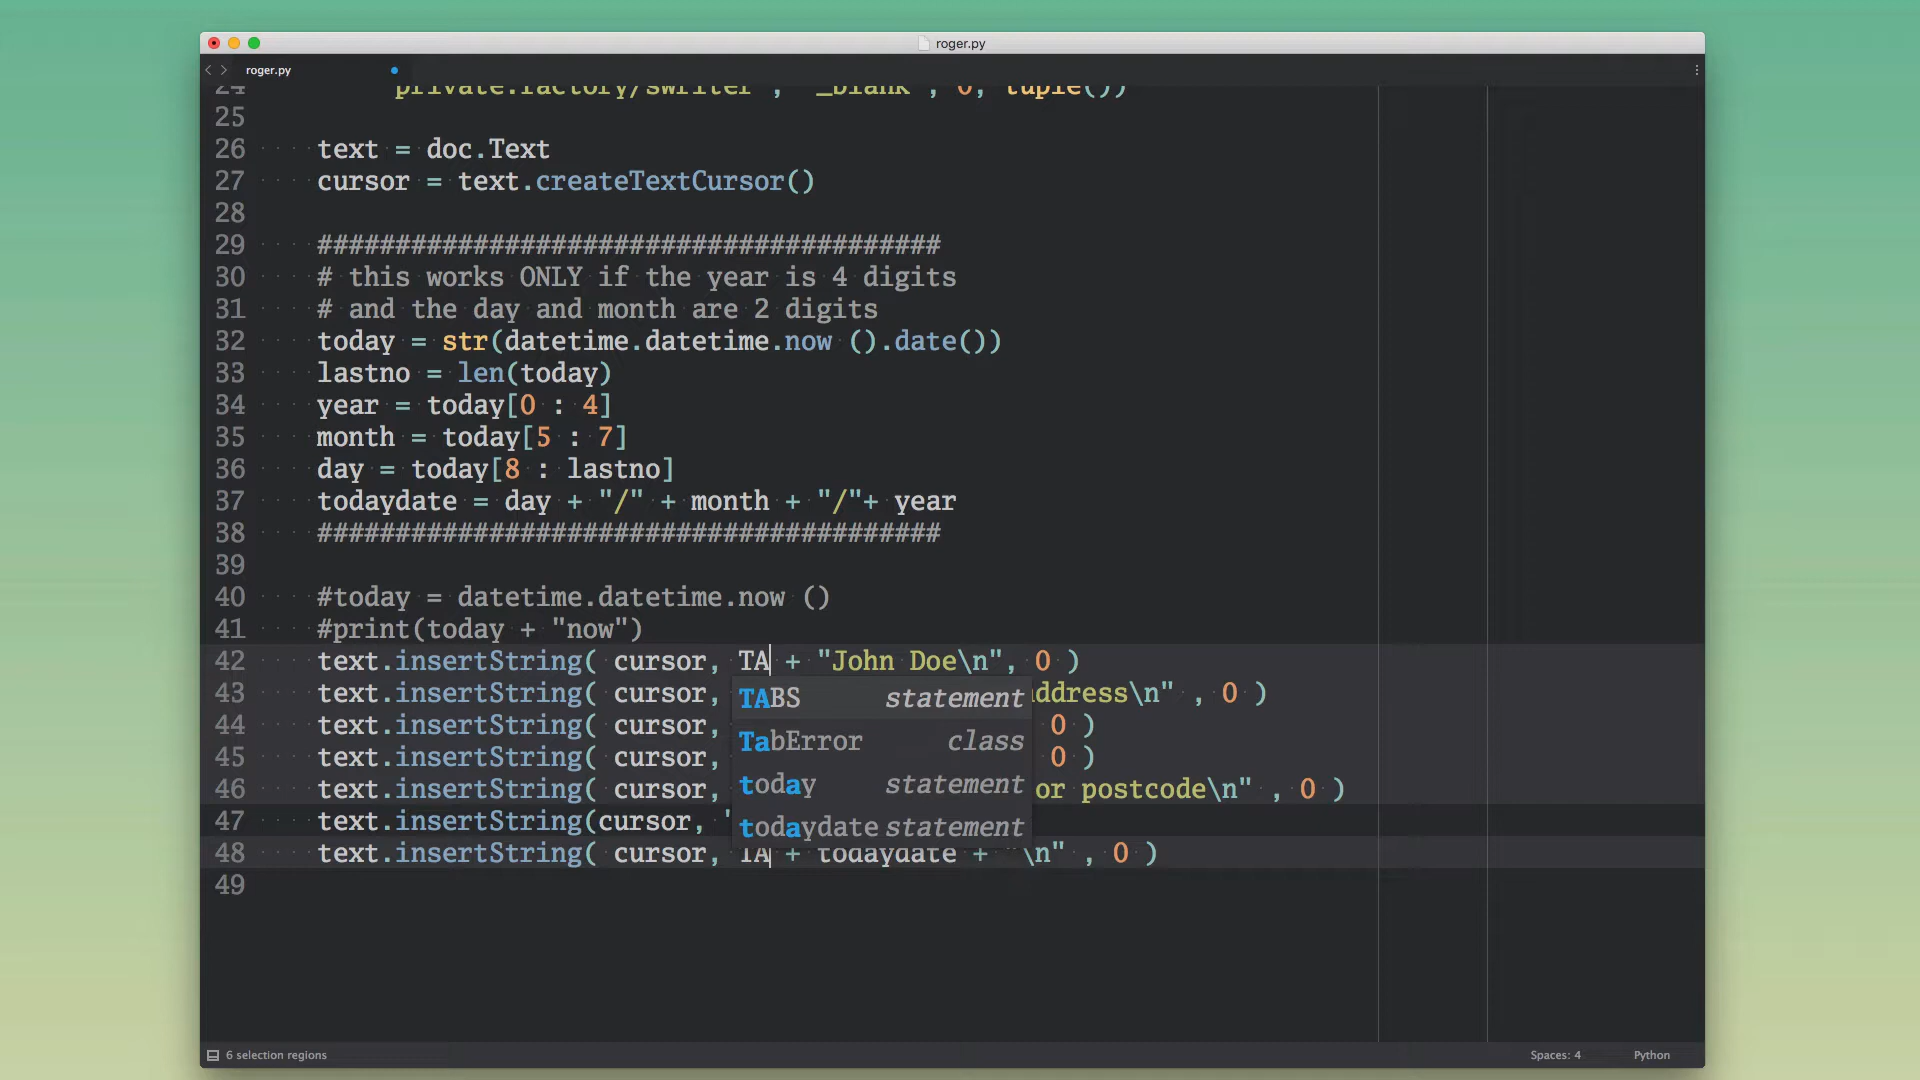 roger.py
roger.py
24 private:factory/swriter", "_blank", 0, tuple())
25
26 text = doc.Text
27 cursor = text.createTextCursor()
28
29 ########################################
30 # this works ONLY if the year is 4 digits
31 # and the day and month are 2 digits
32 today = str(datetime.datetime.now ().date())
33 lastno = len(today)
34 year = today[0 : 4]
35 month = today[5 : 7]
36 day = today[8 : lastno]
37 todaydate = day + "/" + month + "/"+ year
38 ########################################
39
40 #today = datetime.datetime.now ()
41 #print(today + "now")
42 text.insertString( cursor, TA + "John Doe\n", 0 )
43 text.insertString( cursor, ddress\n" , 0 )
TABS statement
44 text.insertString( cursor, 0 )
TabError class
45 text.insertString( cursor, 0 )
today statement
46 text.insertString( cursor, or postcode\n" , 0 )
47 text.insertString(cursor, "
todaydate statement
48 text.insertString( cursor, TA + todaydate + "\n" , 0 )
49
6 selection regions Spaces: 4 Python